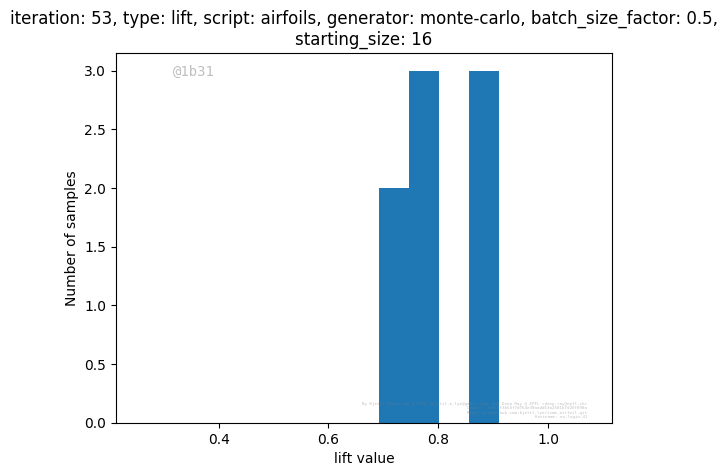 iteration: 53, type: lift, script: airfoils, generator: monte-carlo, batch_size_factor: 0.5,
starting_size: 16
@1b31
3.0
2.5
2.0
1.5
1.0
0.5
0.0
Number of samples
0.4 0.6 0.8 1.0
lift value